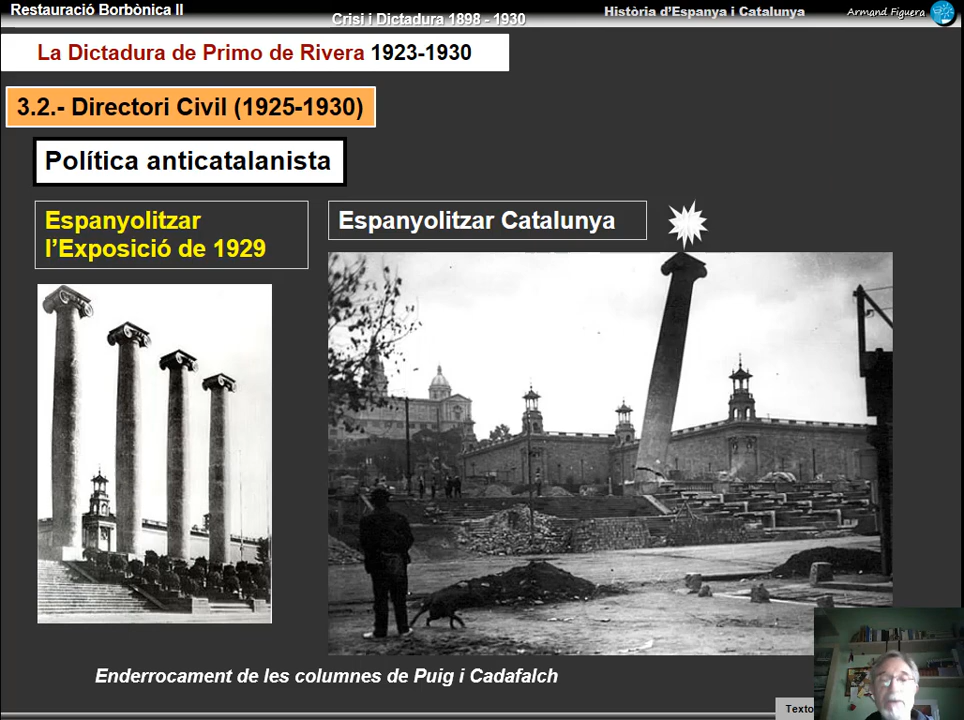 Restauració Borbònica II
Crisi i Dictadura 1898 - 1930
Història d'Espanya i Catalunya
Armand Figuera
La Dictadura de Primo de Rivera 1923-1930
3.2.- Directori Civil (1925-1930)
Política anticatalanista
Espanyolitzar
l'Exposició de 1929
Espanyolitzar Catalunya
Enderrocament de les columnes de Puig i Cadafalch
Texto